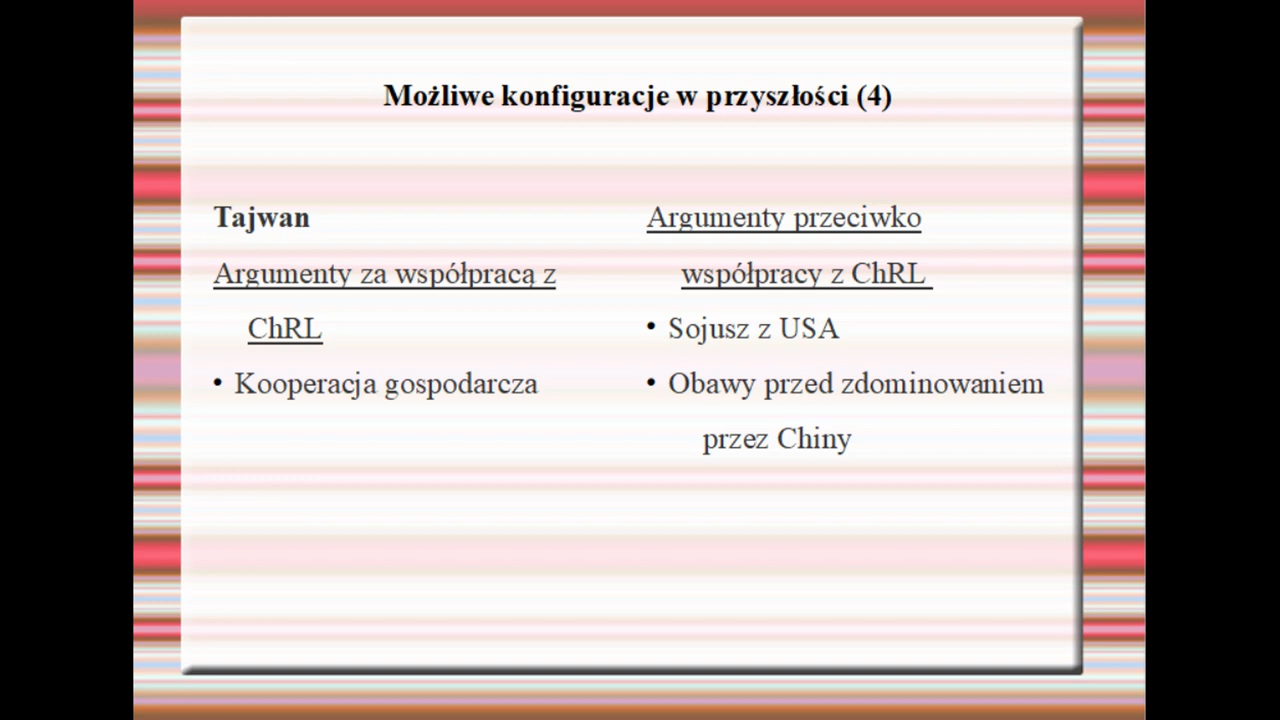 Możliwe konfiguracje w przyszłości (4)
Tajwan
Argumenty za współpracą z
ChRL
• Kooperacja gospodarcza
Argumenty przeciwko
współpracy z ChRL
• Sojusz z USA
• Obawy przed zdominowaniem
przez Chiny